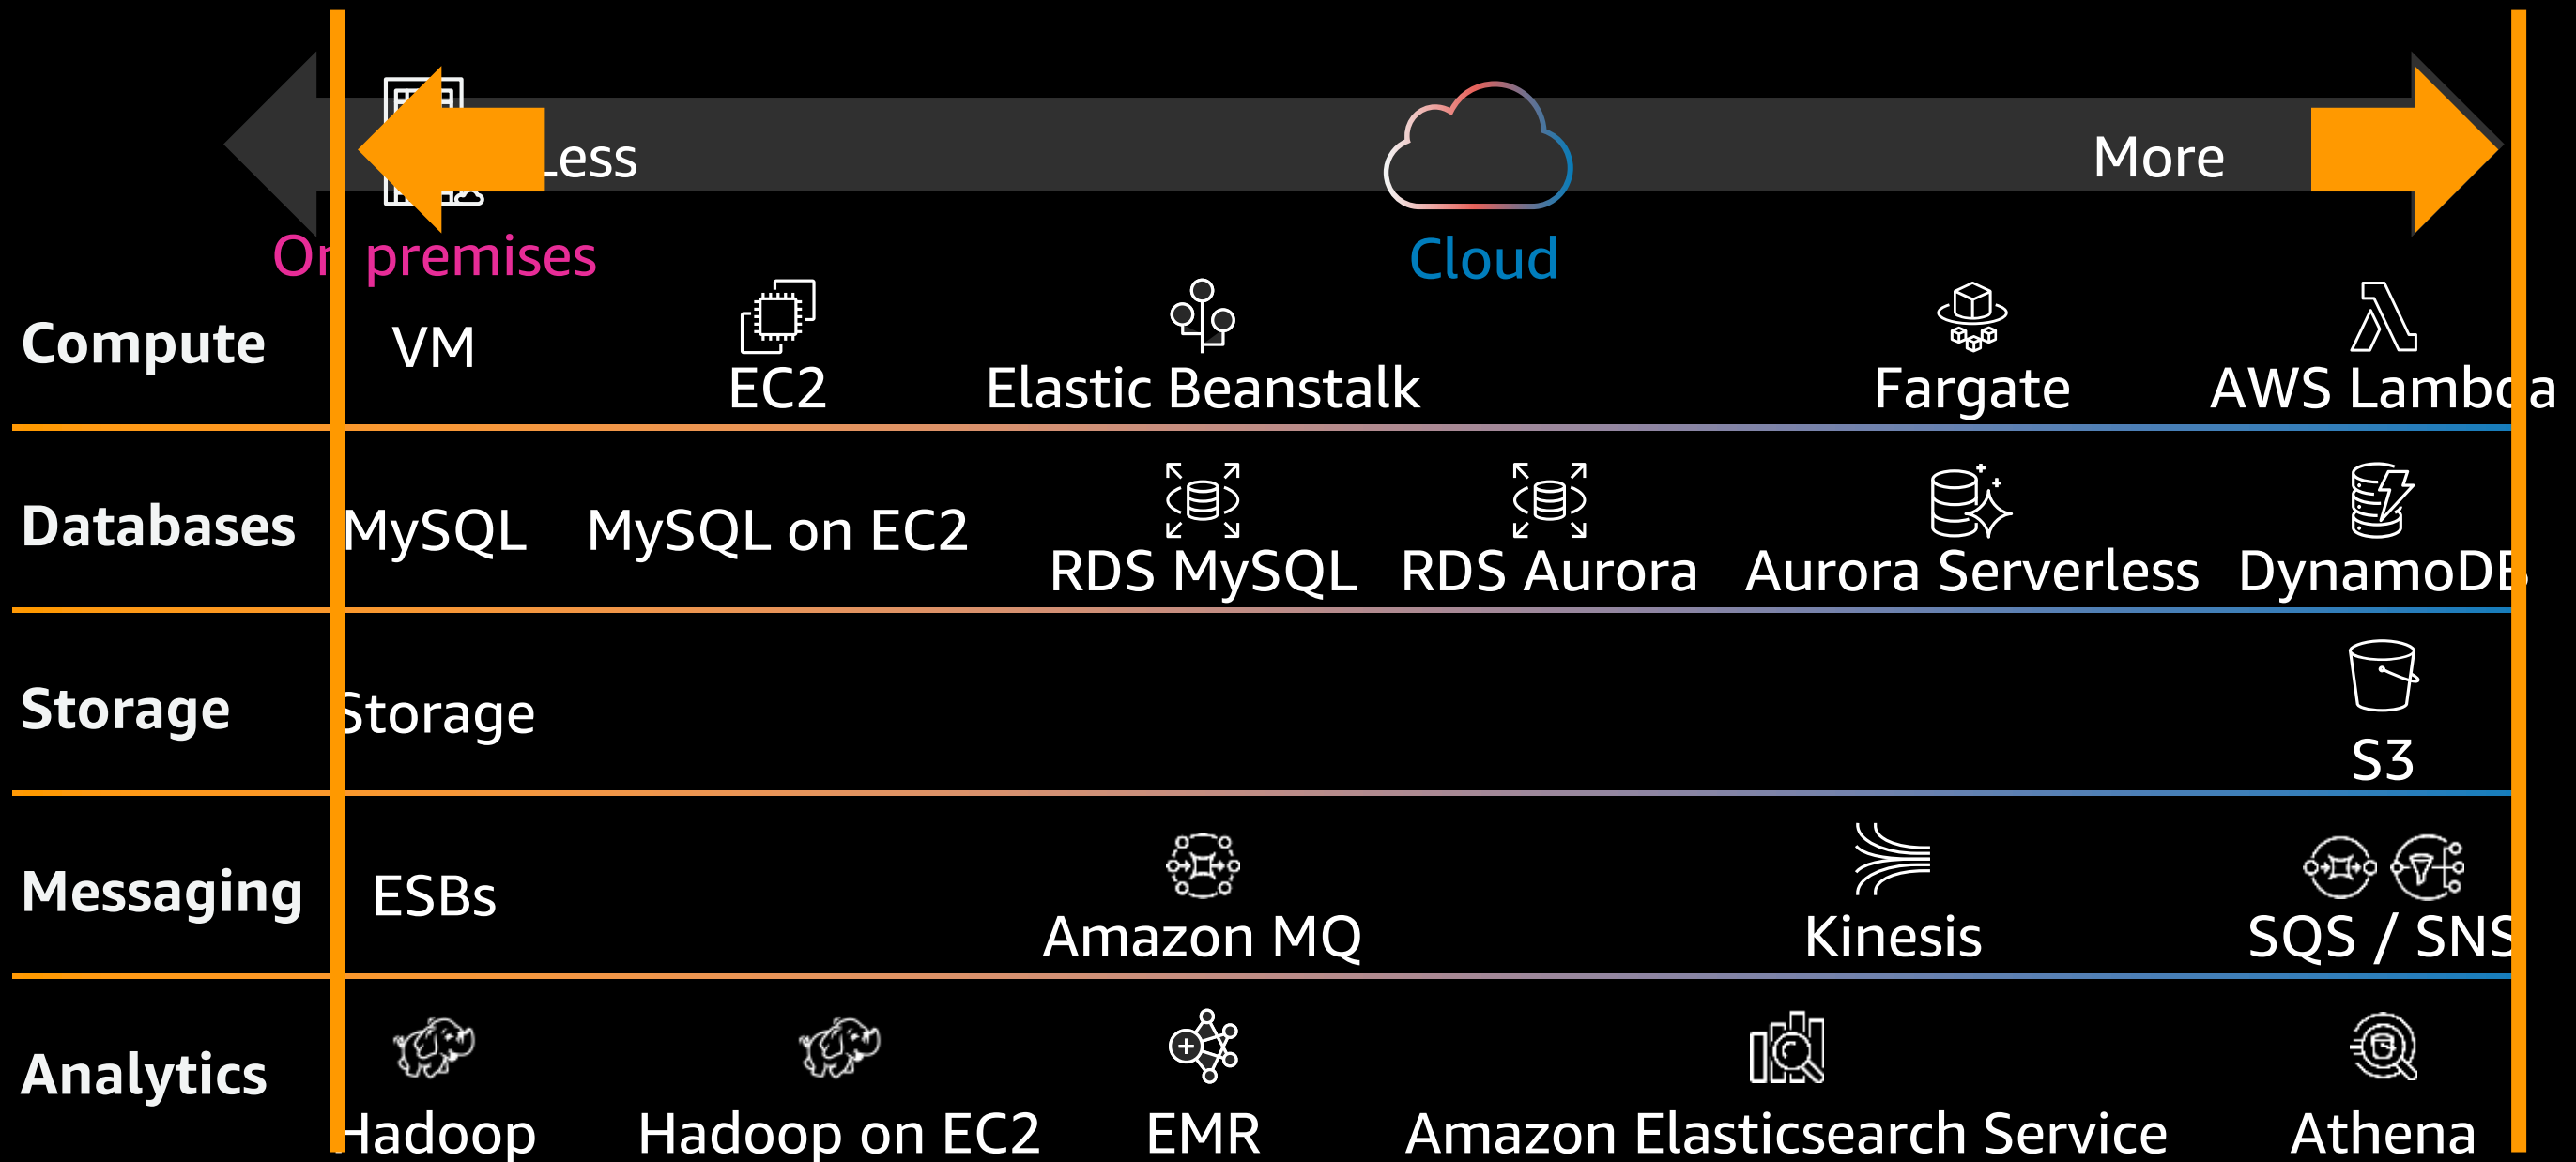 Less
More
On premises
Cloud
Compute
VM
EC2
Elastic Beanstalk
Fargate
AWS Lambda
Databases
MySQL
MySQL on EC2
RDS MySQL
RDS Aurora
Aurora Serverless
DynamoDB
Storage
Storage
S3
Messaging
ESBs
Amazon MQ
Kinesis
SQS / SNS
Analytics
Hadoop
Hadoop on EC2
EMR
Amazon Elasticsearch Service
Athena